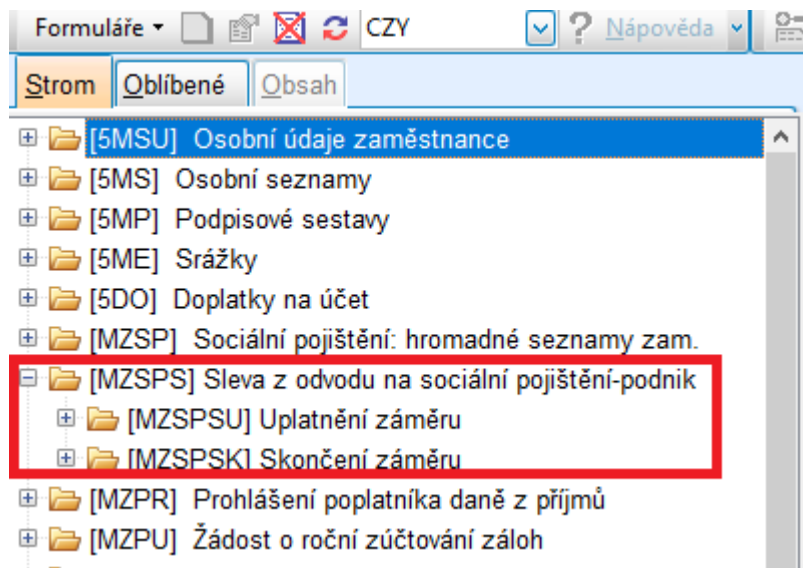 Formuláře CZY ? Nápověda
Strom Oblíbené Obsah
[5MSU] Osobní údaje zaměstnance
[5MS] Osobní seznamy
[5MP] Podpisové sestavy
[5ME] Srážky
[5DO] Doplatky na účet
[MZSP] Sociální pojištění: hromadné seznamy zam.
[MZSPS] Sleva z odvodu na sociální pojištění-podnik
[MZSPSU] Uplatnění záměru
[MZSPSK] Skončení záměru
[MZPR] Prohlášení poplatníka daně z příjmů
[MZPU] Žádost o roční zúčtování záloh